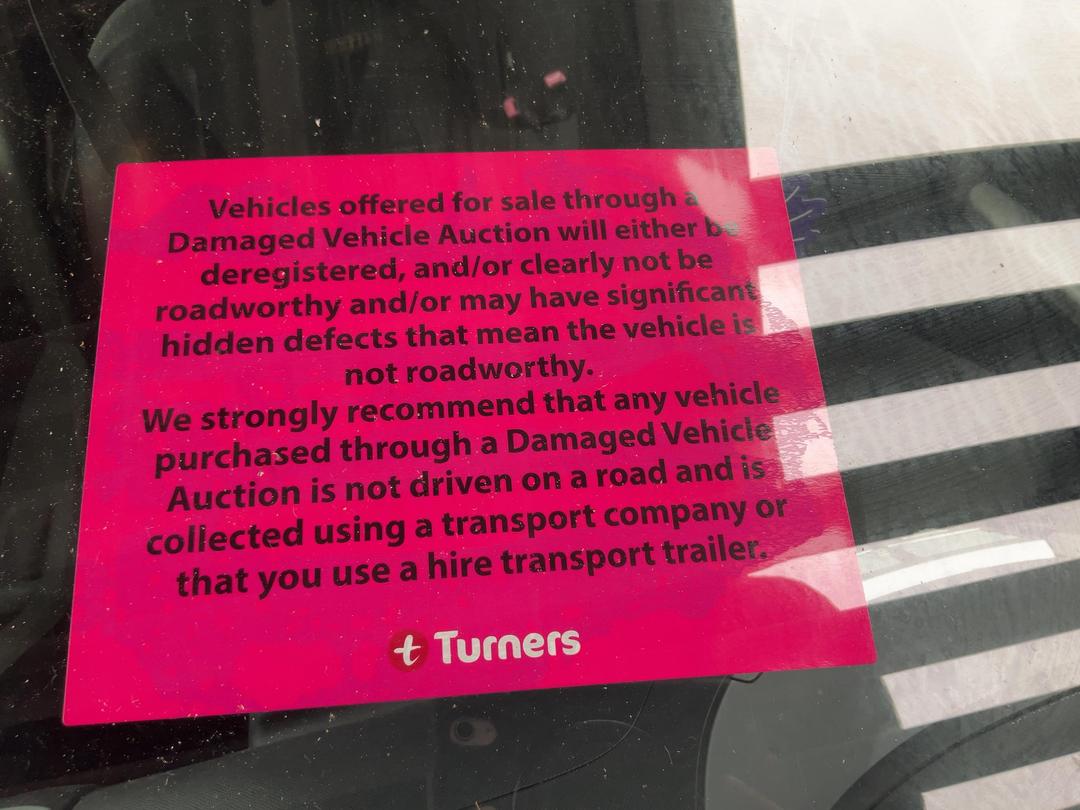 Vehicles offered for sale through a
Damaged Vehicle Auction will either be
deregistered, and/or clearly not be
roadworthy and/or may have significant
hidden defects that mean the vehicle is
not roadworthy.
We strongly recommend that any vehicle
purchased through a Damaged Vehicle
Auction is not driven on a road and is
collected using a transport company or
that you use a hire transport trailer.
t Turners